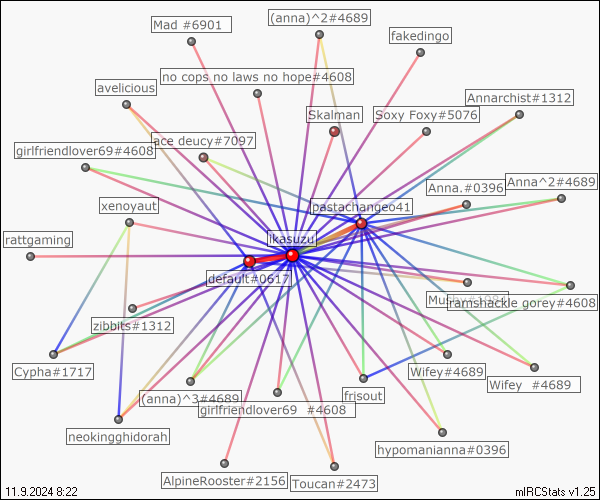 Mad #6901
(anna)^2#4689
fakedingo
no cops no laws no hope#4608
avelicious
Annarchist#1312
Skalman
Soxy Foxy#5076
ace deucy#7097
girlfriendlover69#4608
Anna.#0396
Anna^2#4689
xenoyaut
pastachangeo41
rattgaming
ikasuzu
default#0617
ramshackle gorey#4608
zibbits#1312
Cypha#1717
Wifey#4689
Wifey #4689
(anna)^3#4689
girlfriendlover69 #4608
frisout
neokingghidorah
hypomanianna#0396
AlpineRooster#2156
Toucan#2473
11.9.2024 8:22
mIRCStats v1.25